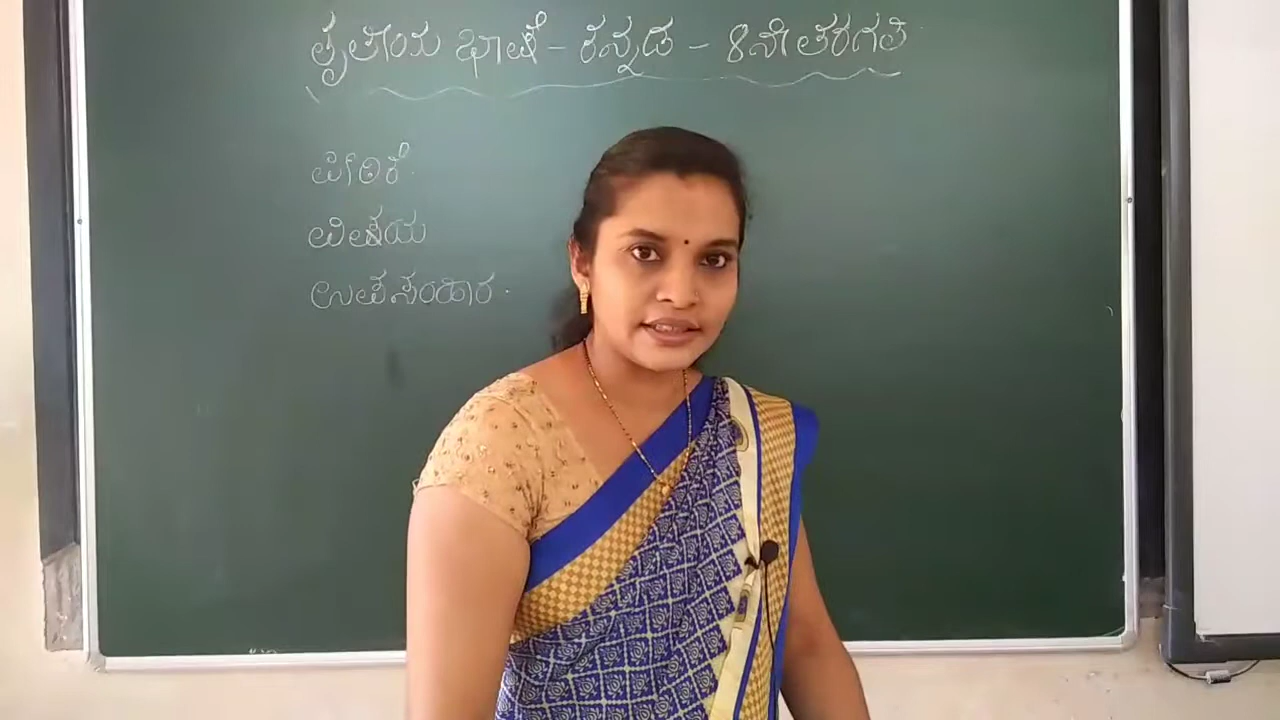 ತೃತೀಯ ಭಾಷೆ - ಕನ್ನಡ - 8ನೇ ತರಗತಿ
ಪೀಠಿಕೆ
ವಿಷಯ
ಉಪಸಂಹಾರ.